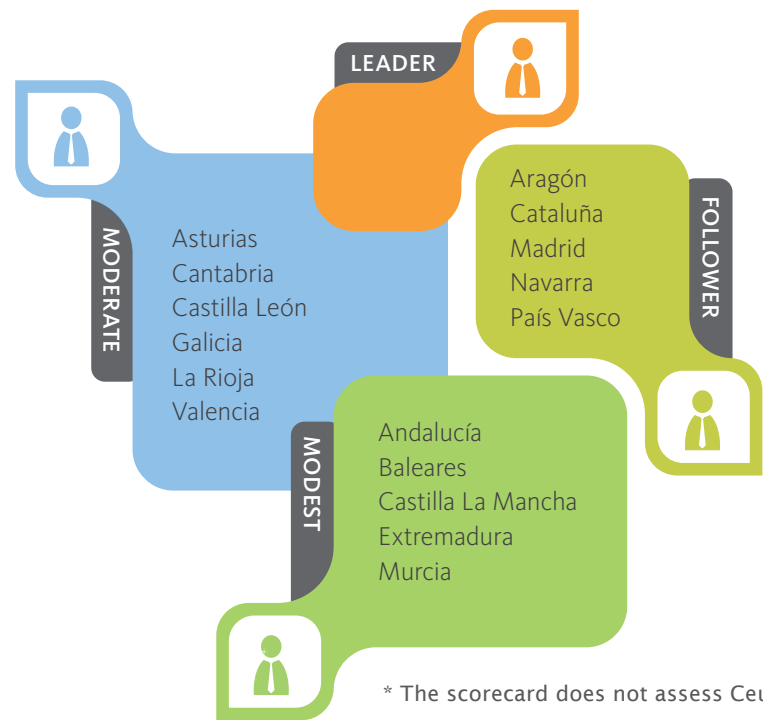 LEADER
MODERATE
Asturias
Cantabria
Castilla León
Galicia
La Rioja
Valencia
FOLLOWER
Aragón
Cataluña
Madrid
Navarra
País Vasco
MODEST
Andalucía
Baleares
Castilla La Mancha
Extremadura
Murcia
* The scorecard does not assess